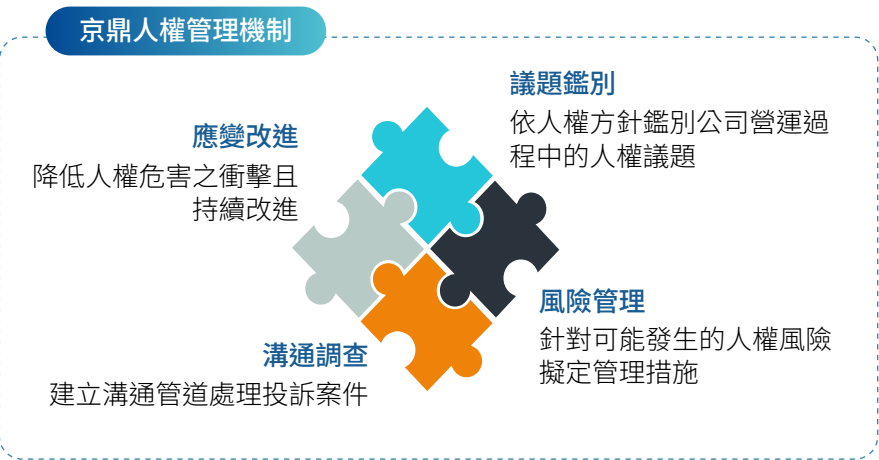 京鼎人權管理機制
議題鑑別
依人權方針鑑別公司營運過
程中的人權議題
風險管理
針對可能發生的人權風險
擬定管理措施
溝通調查
建立溝通管道處理投訴案件
應變改進
降低人權危害之衝擊且
持續改進